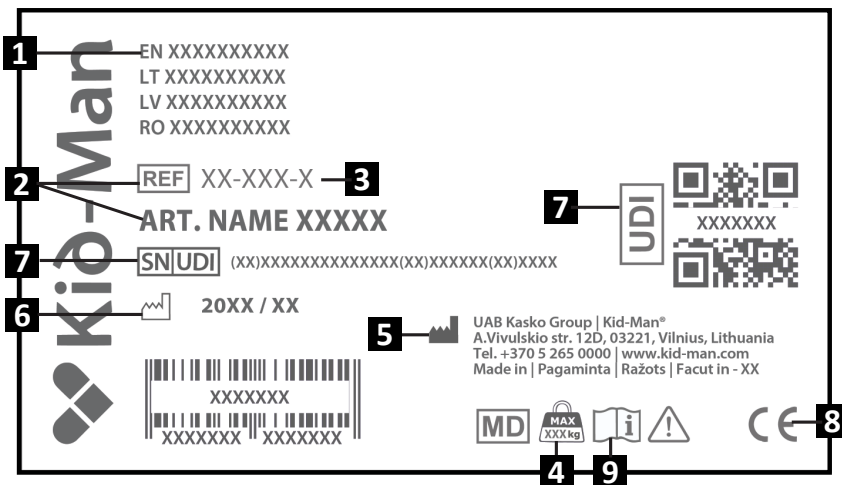 1
EN XXXXXXXXXX
LT XXXXXXXXXX
LV XXXXXXXXXX
RO XXXXXXXXXX
Kid-Man
2
REF XX-XXX-X
3
ART. NAME XXXXX
7
SN UDI (XX)XXXXXXXXXXXXXX(XX)XXXXXX(XX)XXXX
6
20XX / XX
XXXXXXX
XXXXXXX XXXXXXX
7
UDI
XXXXXXX
5
UAB Kasko Group | Kid-Man®
A.Vivulskio str. 12D, 03221, Vilnius, Lithuania
Tel. +370 5 265 0000 | www.kid-man.com
Made in | Pagaminta | Ražots | Facut in - XX
MD
MAX
XXX kg
i
!
CE
8
4
9